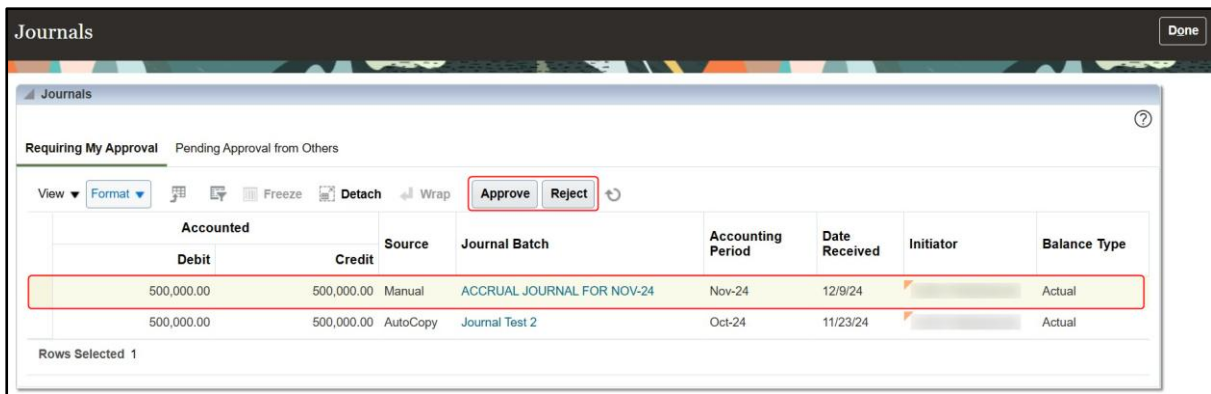 Journals
Done
Journals
Requiring My Approval Pending Approval from Others
View Format Freeze Detach Wrap Approve Reject
Accounted Source Journal Batch Accounting Period Date Received Initiator Balance Type
Debit Credit
500,000.00 500,000.00 Manual ACCRUAL JOURNAL FOR NOV-24 Nov-24 12/9/24 Actual
500,000.00 500,000.00 AutoCopy Journal Test 2 Oct-24 11/23/24 Actual
Rows Selected 1